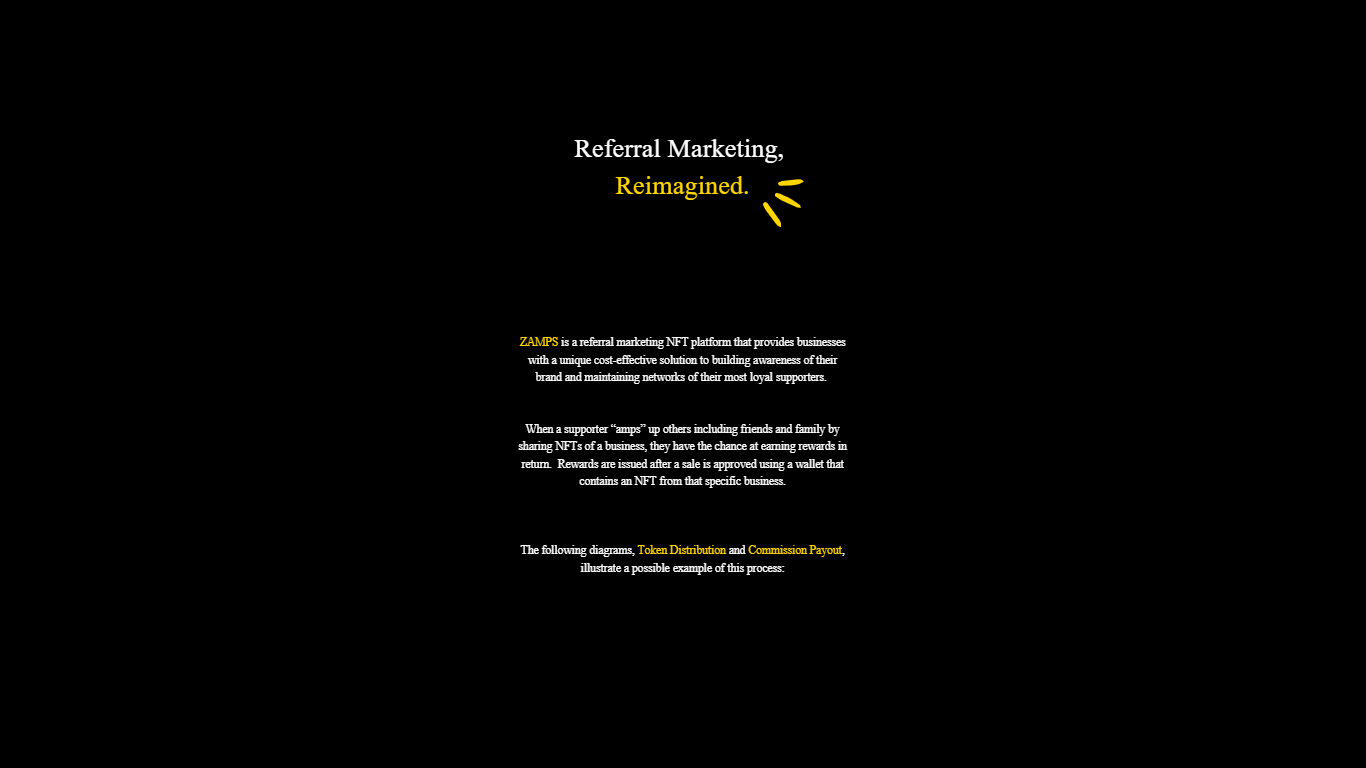 Referral Marketing,
Reimagined.
ZAMPS is a referral marketing NFT platform that provides businesses
with a unique cost-effective solution to building awareness of their
brand and maintaining networks of their most loyal supporters.
When a supporter “amps” up others including friends and family by
sharing NFTs of a business, they have the chance at earning rewards in
return.  Rewards are issued after a sale is approved using a wallet that
contains an NFT from that specific business.
The following diagrams, Token Distribution and Commission Payout,
illustrate a possible example of this process: